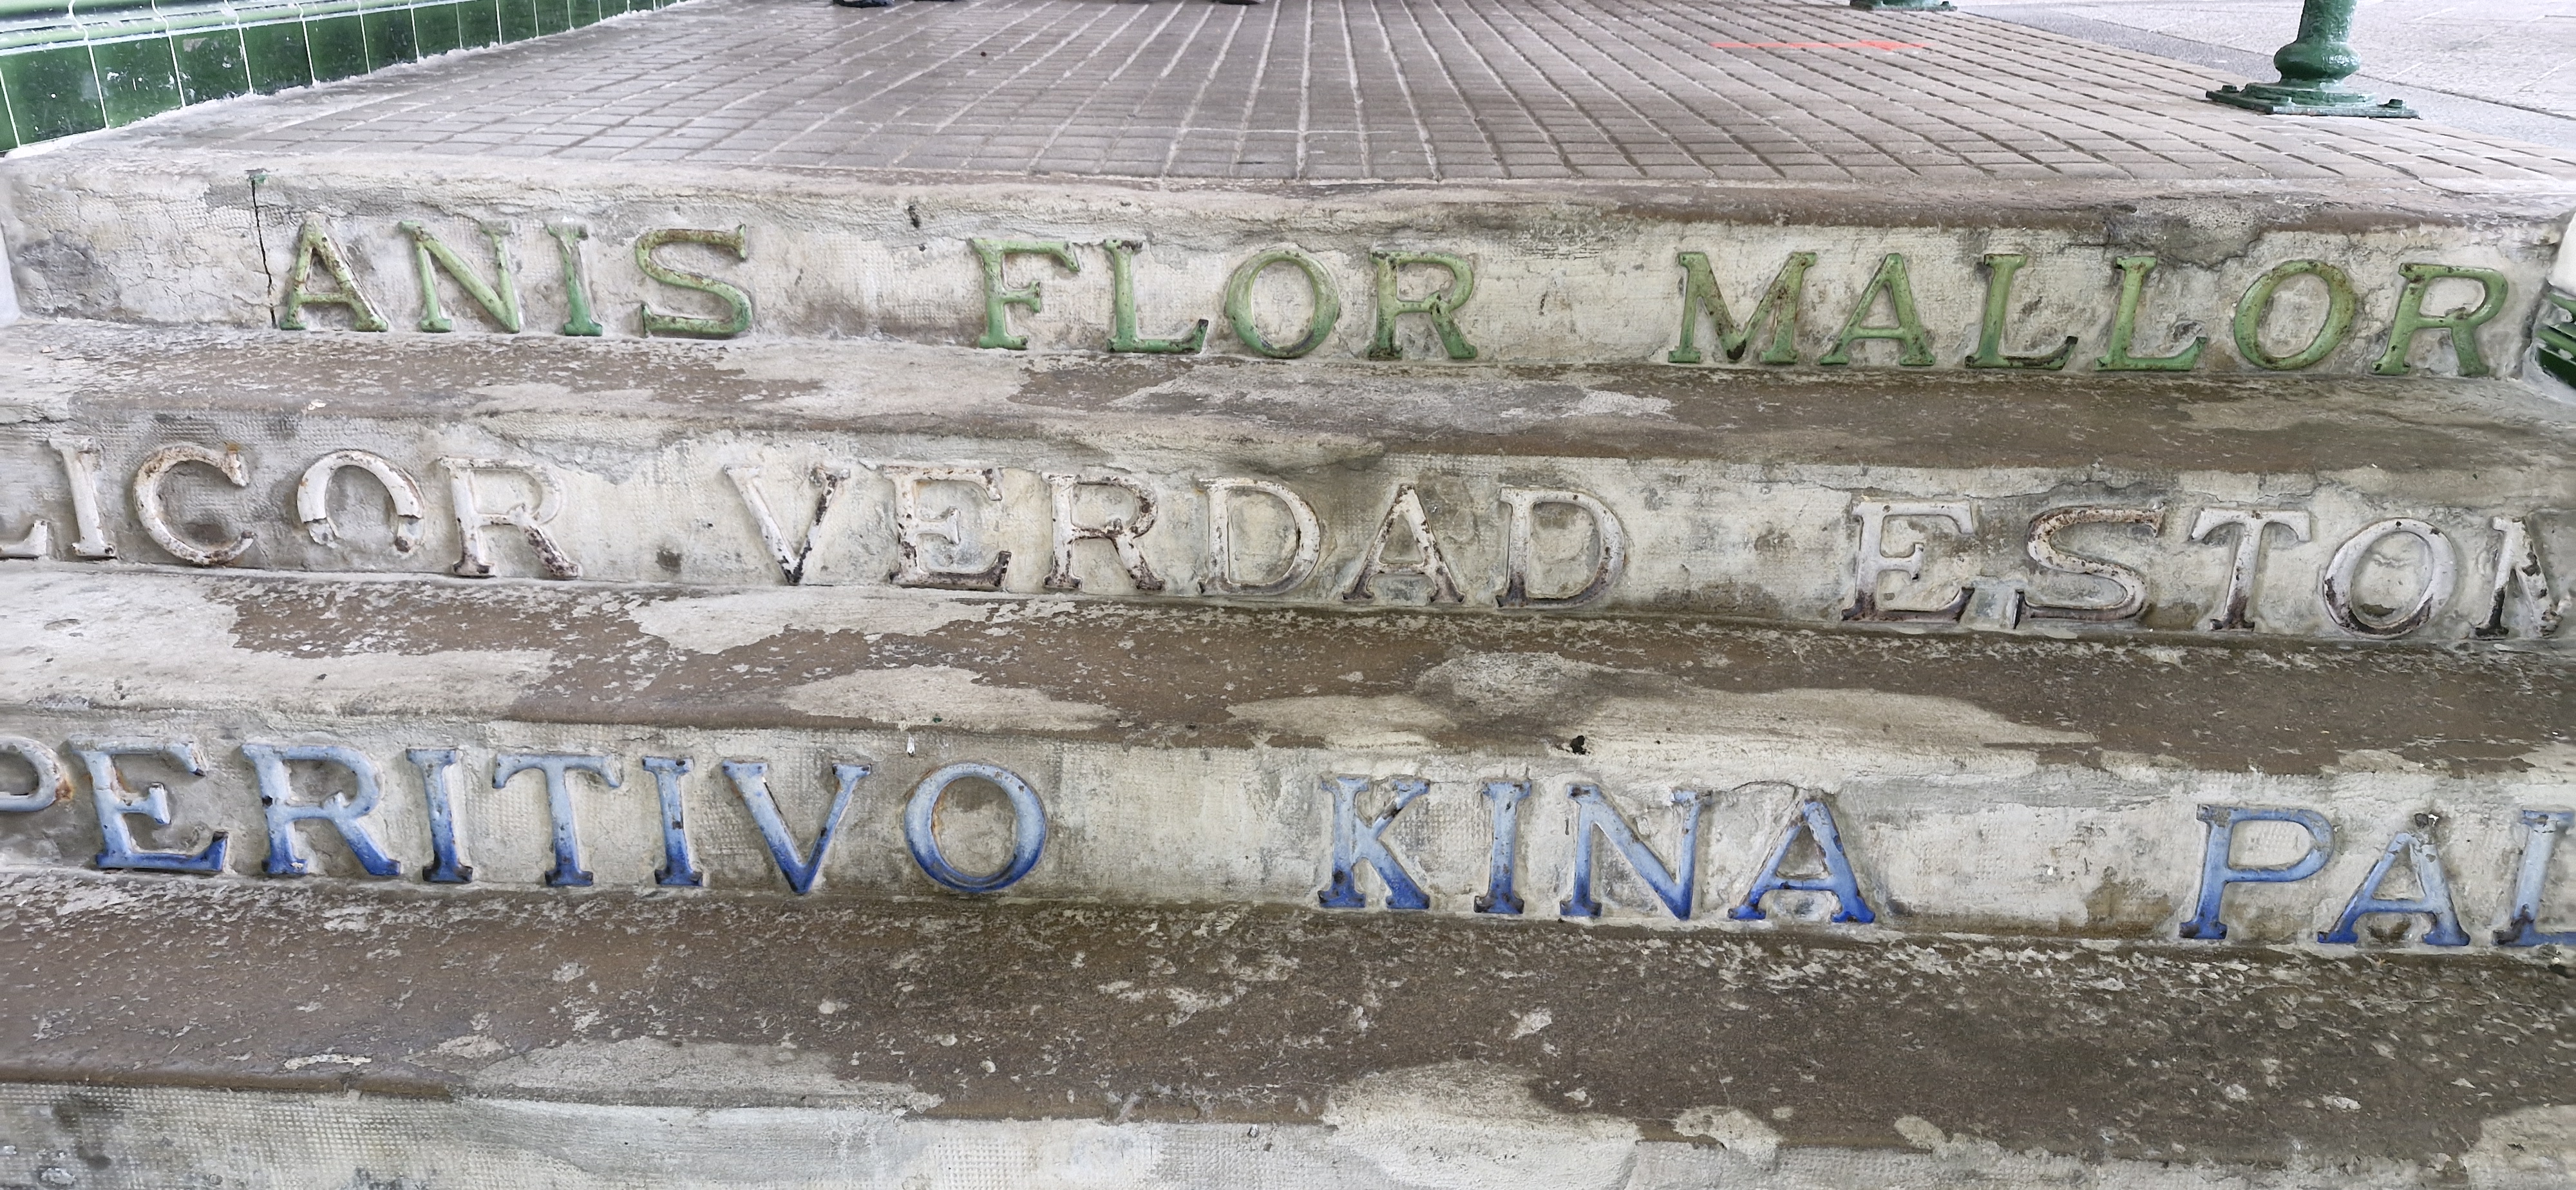 ANIS FLOR MALLOR
LICOR VERDAD ESTOM
PERITIVO KINA PAL